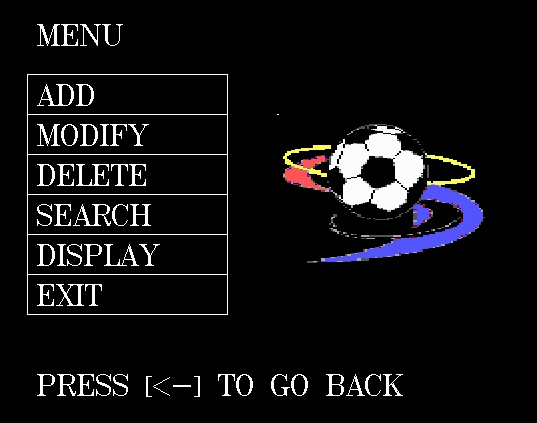 MENU
ADD
MODIFY
DELETE
SEARCH
DISPLAY
EXIT
PRESS [<-] TO GO BACK